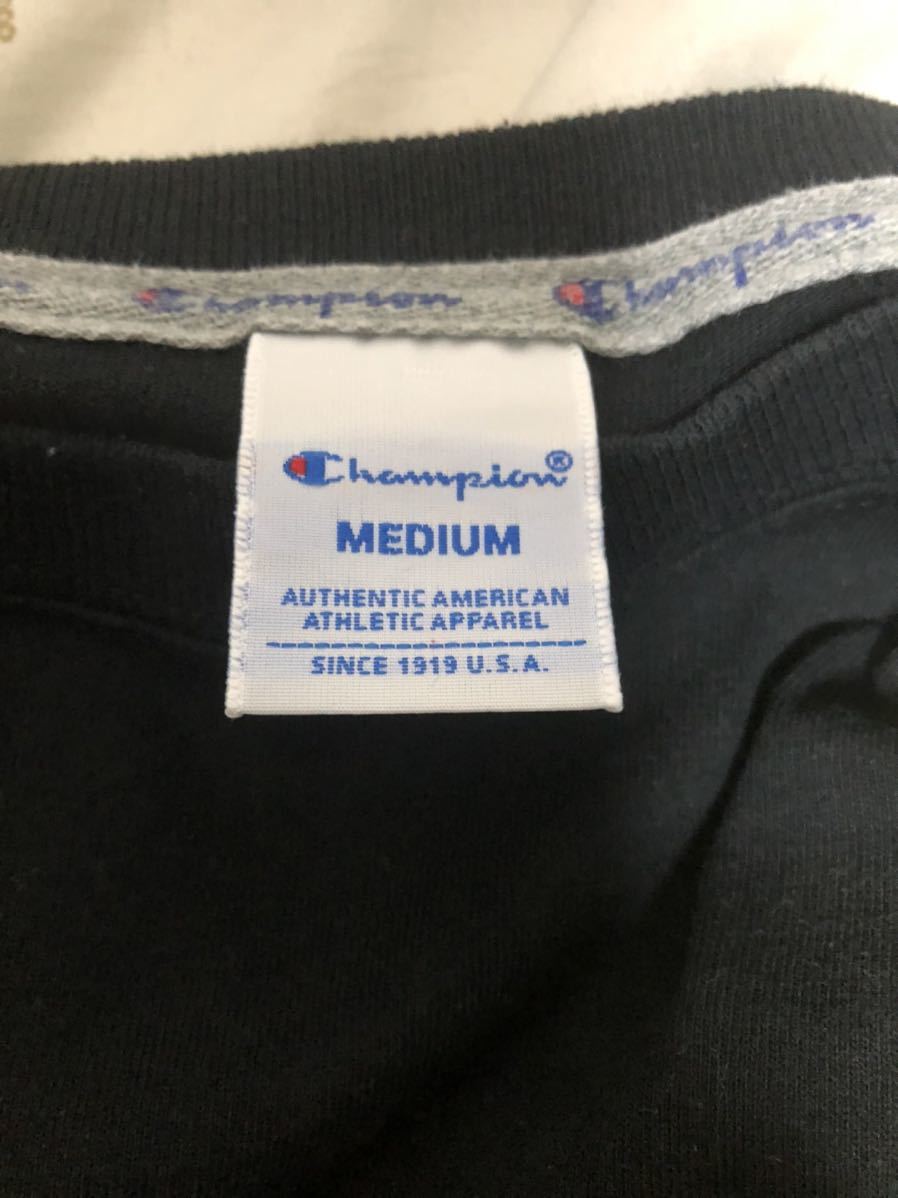 Champion
Champion
Champion®
MEDIUM
AUTHENTIC AMERICAN
ATHLETIC APPAREL
SINCE 1919 U.S.A.